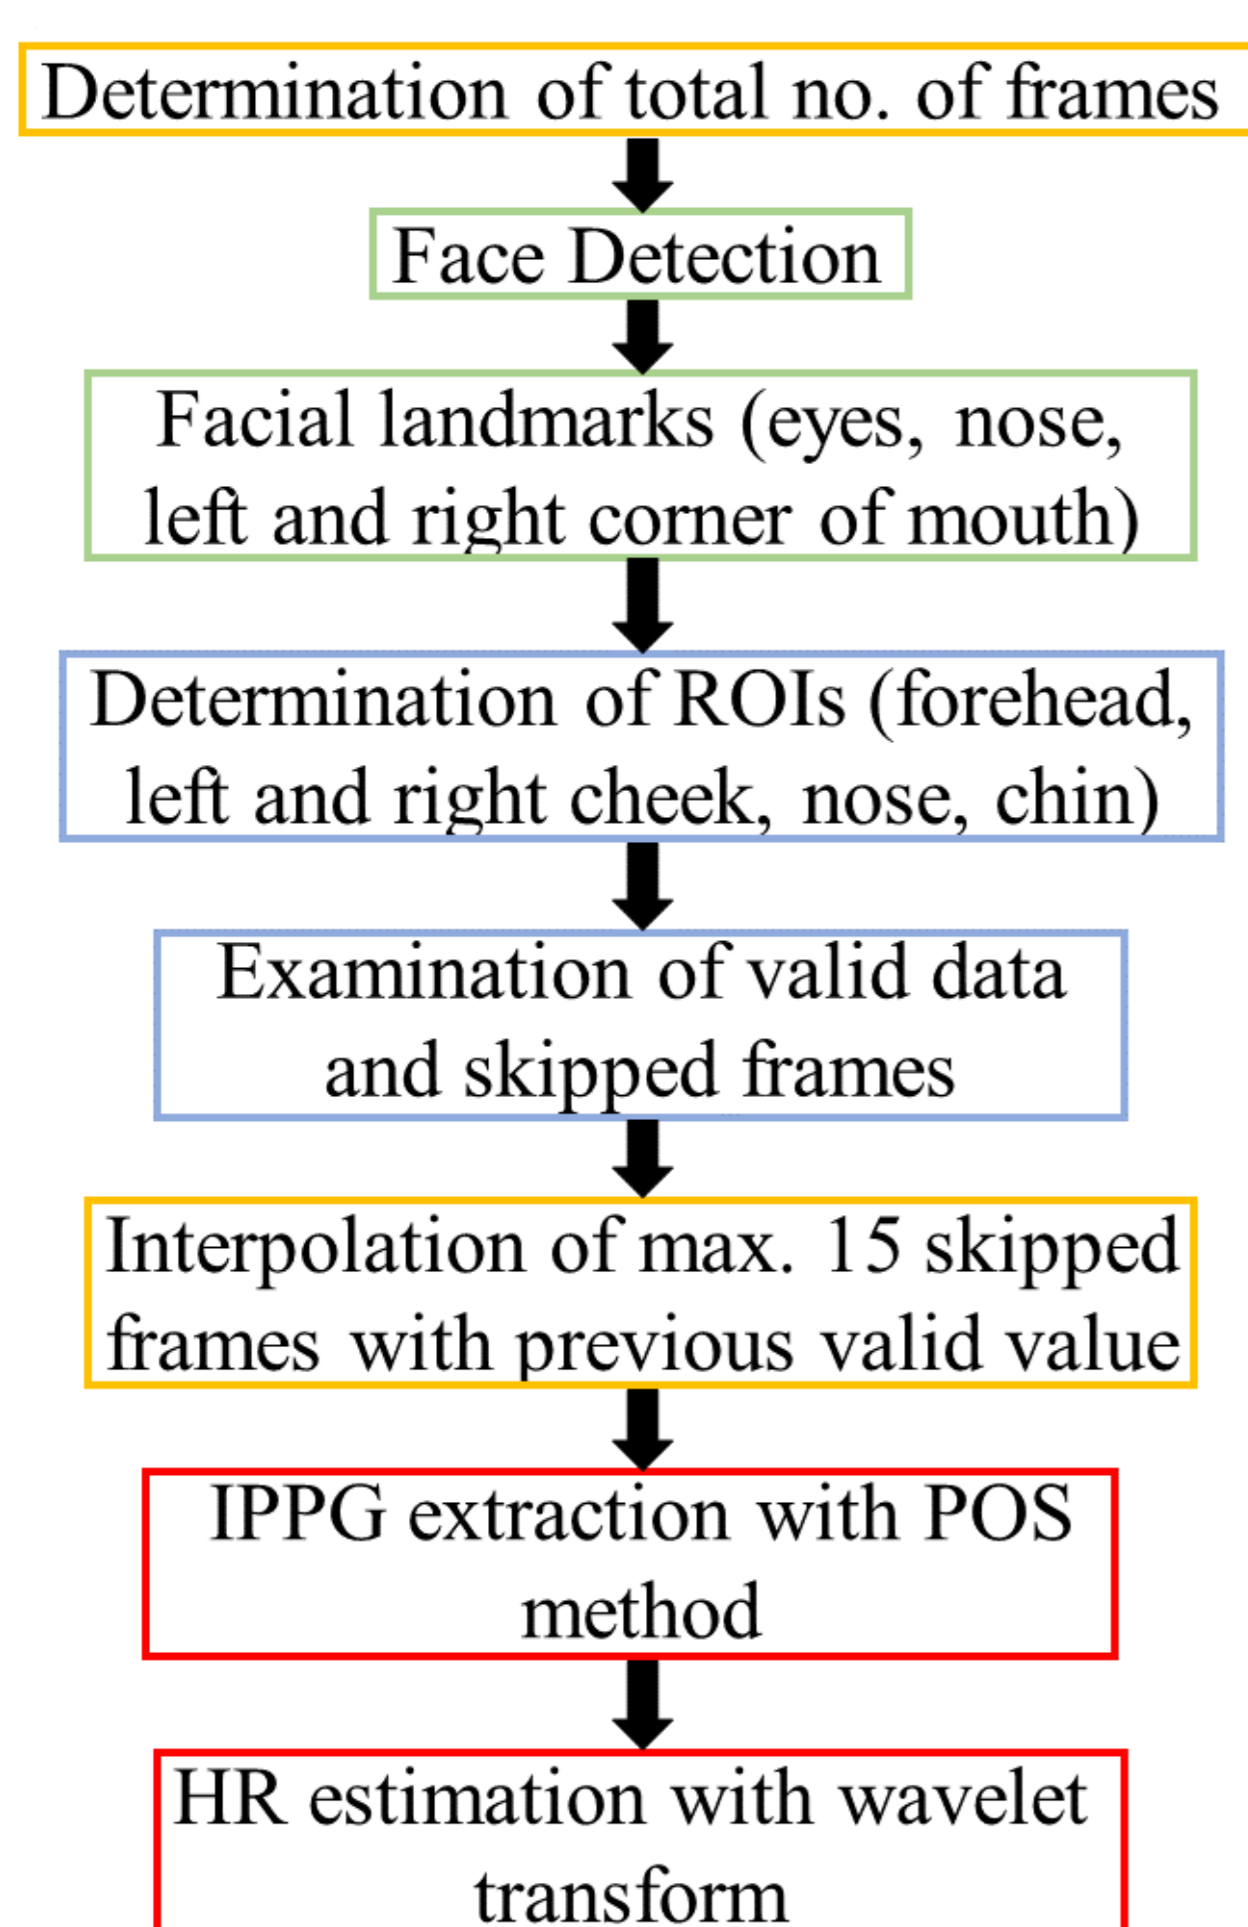 Determination of total no. of frames
Face Detection
Facial landmarks (eyes, nose,
left and right corner of mouth)
Determination of ROIs (forehead,
left and right cheek, nose, chin)
Examination of valid data
and skipped frames
Interpolation of max. 15 skipped
frames with previous valid value
IPPG extraction with POS
method
HR estimation with wavelet
transform